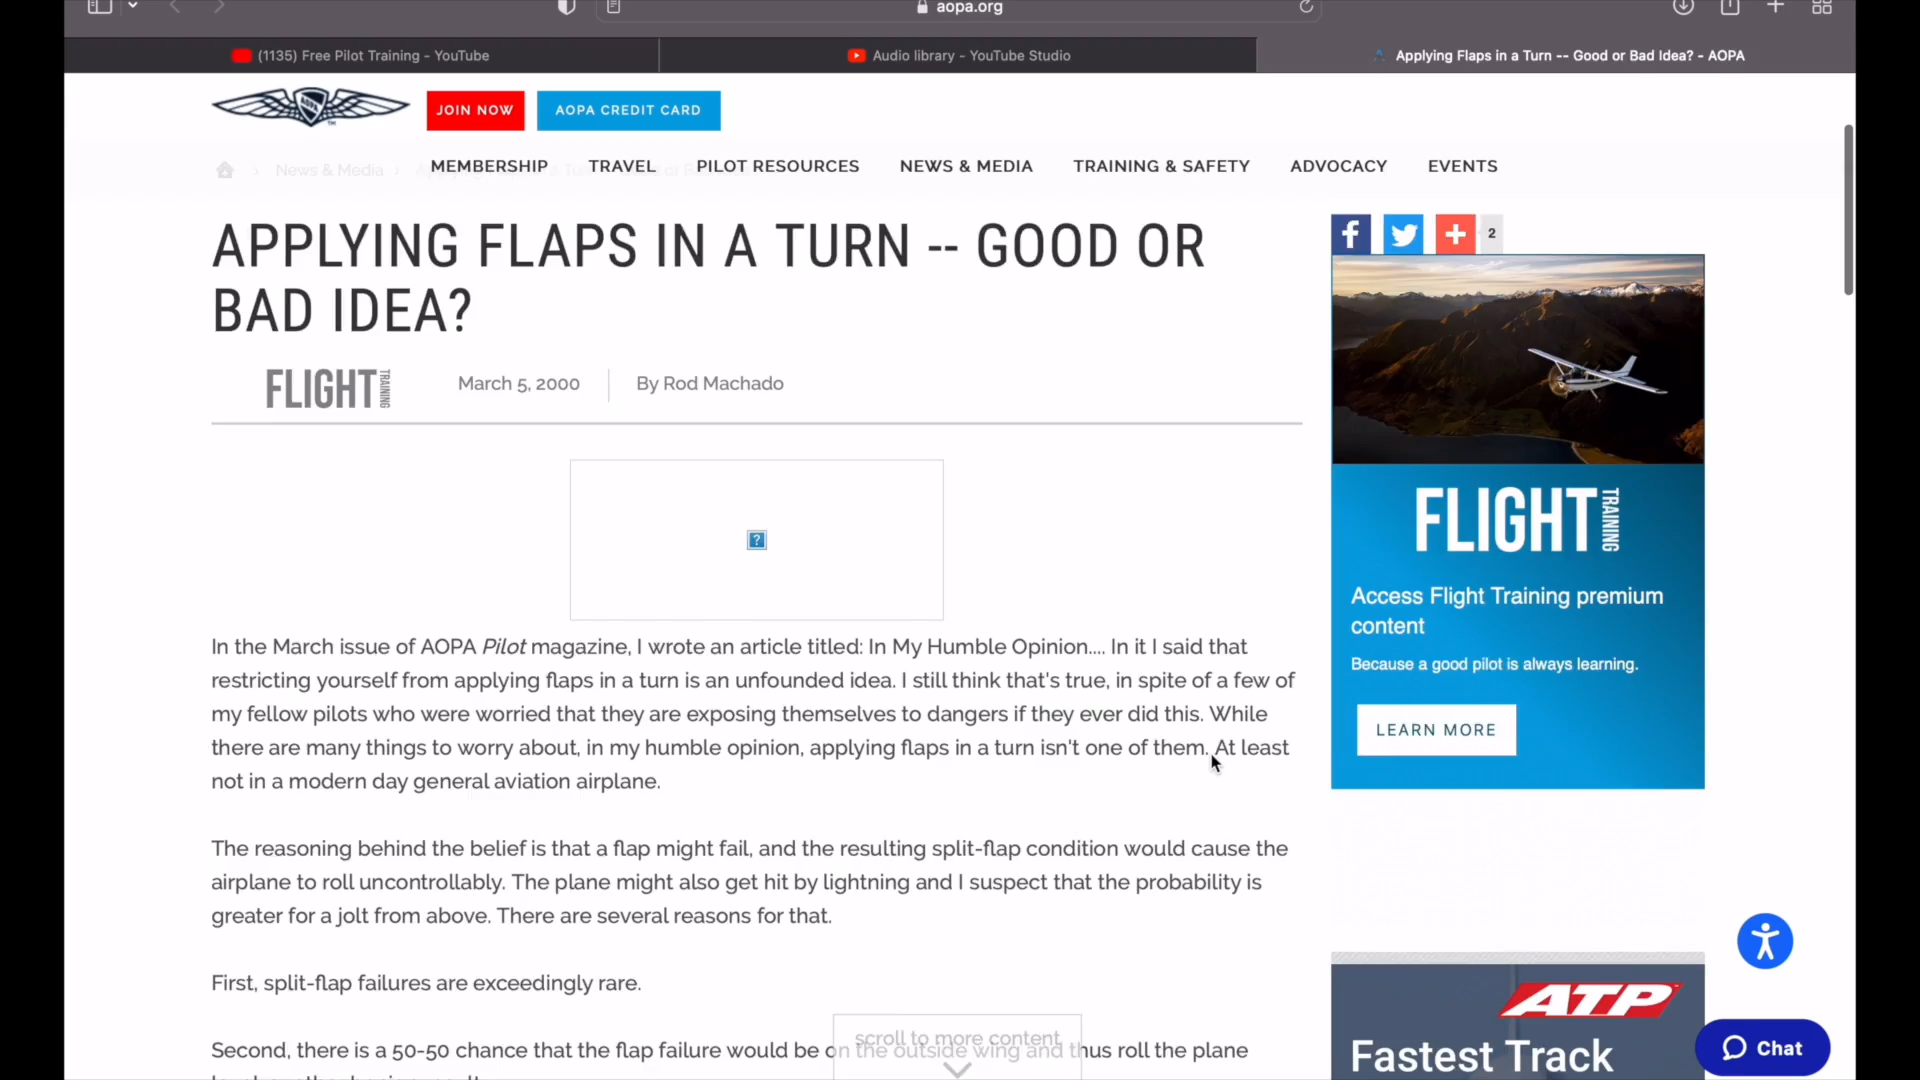 aopa.org
(1135) Free Pilot Training - YouTube
Audio library - YouTube Studio
Applying Flaps in a Turn -- Good or Bad Idea? - AOPA
AOPA
JOIN NOW
AOPA CREDIT CARD
News & Media
MEMBERSHIP
TRAVEL
PILOT RESOURCES
NEWS & MEDIA
TRAINING & SAFETY
ADVOCACY
EVENTS
APPLYING FLAPS IN A TURN -- GOOD OR
BAD IDEA?
2
FLIGHT TRAINING
March 5, 2000
By Rod Machado
In the March issue of AOPA Pilot magazine, I wrote an article titled: In My Humble Opinion.... In it I said that
restricting yourself from applying flaps in a turn is an unfounded idea. I still think that's true, in spite of a few of
my fellow pilots who were worried that they are exposing themselves to dangers if they ever did this. While
there are many things to worry about, in my humble opinion, applying flaps in a turn isn't one of them. At least
not in a modern day general aviation airplane.
The reasoning behind the belief is that a flap might fail, and the resulting split-flap condition would cause the
airplane to roll uncontrollably. The plane might also get hit by lightning and I suspect that the probability is
greater for a jolt from above. There are several reasons for that.
First, split-flap failures are exceedingly rare.
Second, there is a 50-50 chance that the flap failure would be on the outside wing and thus roll the plane
scroll to more content
FLIGHT TRAINING
Access Flight Training premium
content
Because a good pilot is always learning.
LEARN MORE
ATP
Fastest Track
Chat